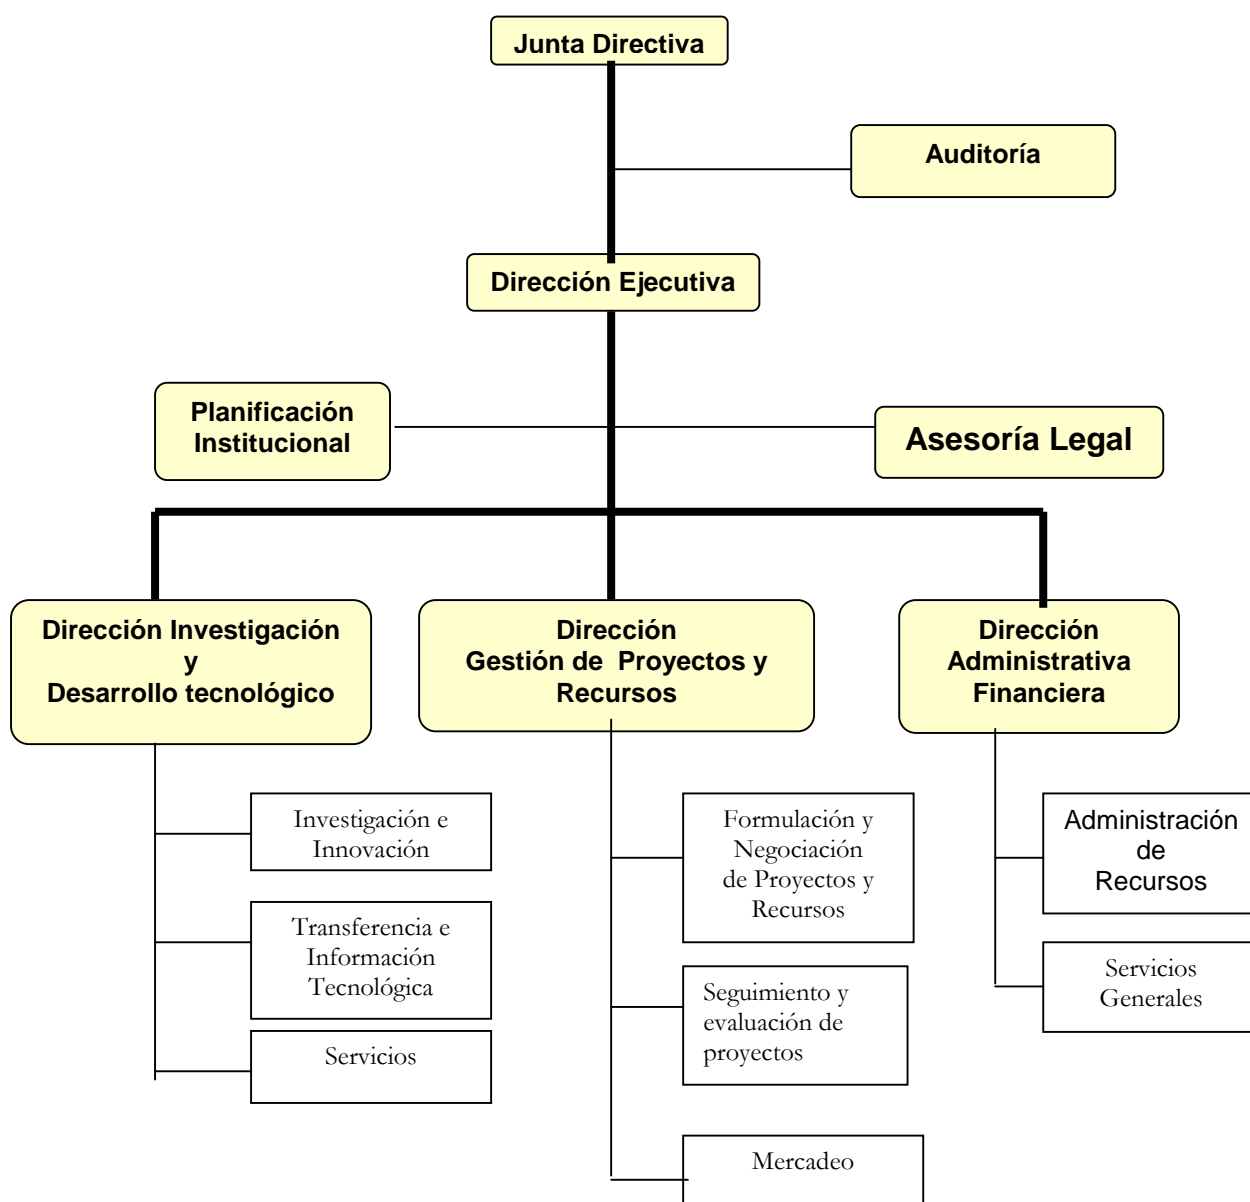 Junta Directiva
Auditoría
Dirección Ejecutiva
Planificación
Institucional
Asesoría Legal
Dirección Investigación
y
Desarrollo tecnológico
Dirección
Gestión de  Proyectos y
Recursos
Dirección
Administrativa
Financiera
Investigación e
Innovación
Transferencia e
Información
Tecnológica
Servicios
Formulación y
Negociación
de Proyectos y
Recursos
Seguimiento y
evaluación de
proyectos
Mercadeo
Administración
de
Recursos
Servicios
Generales